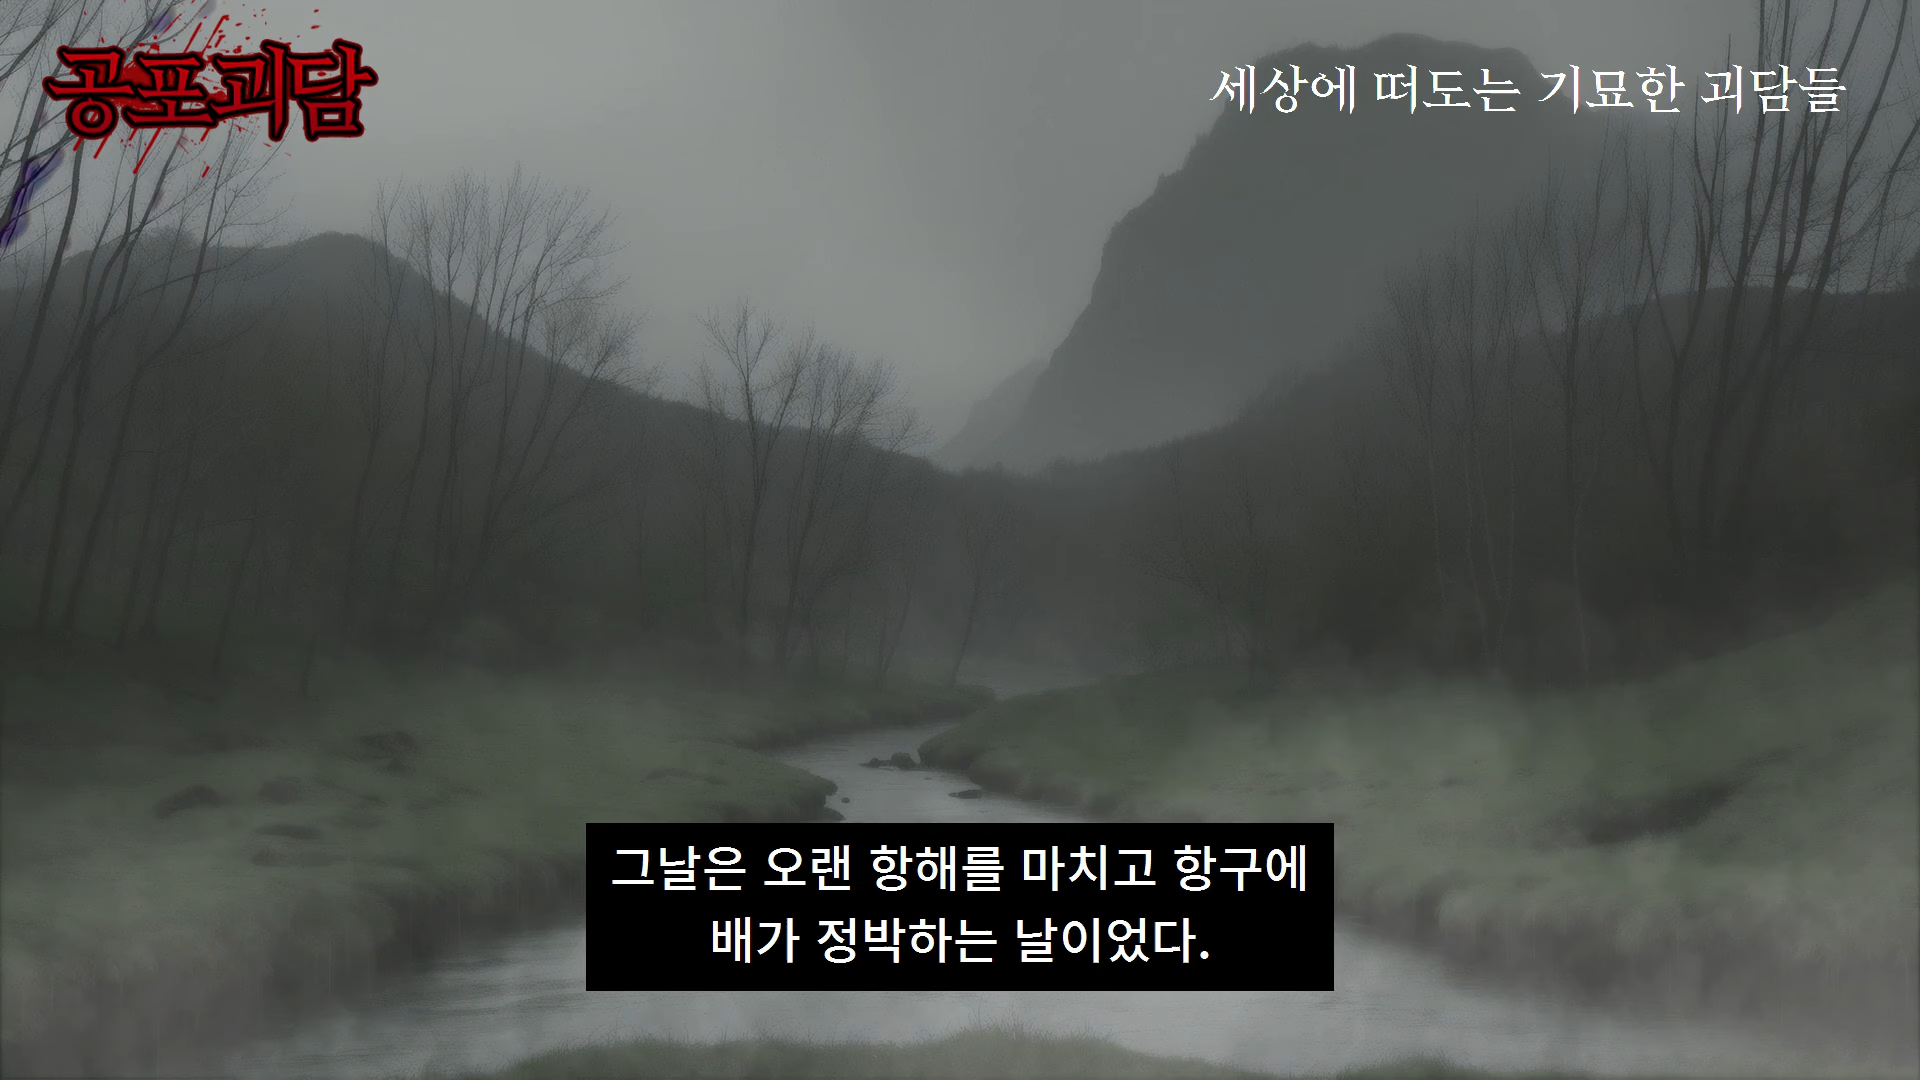 공포괴담
세상에 떠도는 기묘한 괴담들
그날은 오랜 항해를 마치고 항구에
배가 정박하는 날이었다.